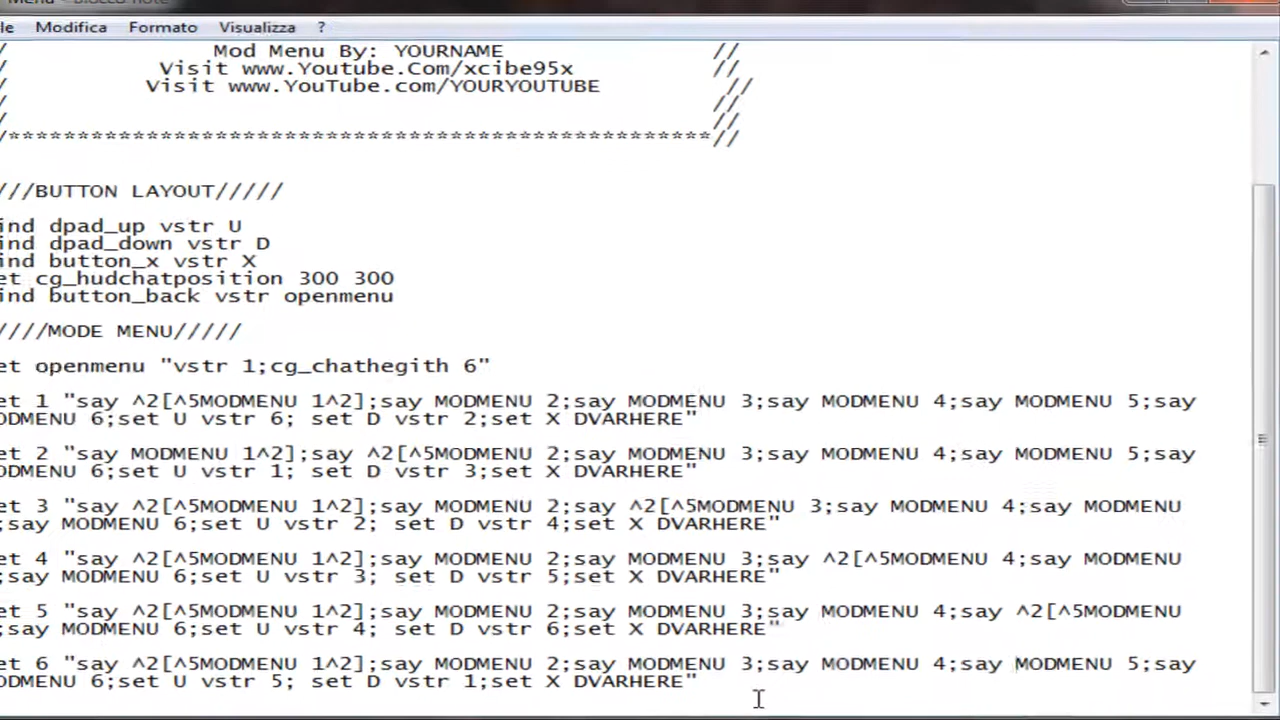 Menu - Blocco note
le Modifica Formato Visualizza ?
/ Mod Menu By: YOURNAME //
/ Visit www.Youtube.Com/xcibe95x //
/ Visit www.YouTube.com/YOURYOUTUBE //
/ //
/ //
/***************************************************//
///BUTTON LAYOUT/////
ind dpad_up vstr U
ind dpad_down vstr D
ind button_x vstr X
et cg_hudchatposition 300 300
ind button_back vstr openmenu
////MODE MENU/////
et openmenu "vstr 1;cg_chathegith 6"
et 1 "say ^2[^5MODMENU 1^2];say MODMENU 2;say MODMENU 3;say MODMENU 4;say MODMENU 5;say
ODMENU 6;set U vstr 6; set D vstr 2;set X DVARHERE"
et 2 "say MODMENU 1^2];say ^2[^5MODMENU 2;say MODMENU 3;say MODMENU 4;say MODMENU 5;say
ODMENU 6;set U vstr 1; set D vstr 3;set X DVARHERE"
et 3 "say ^2[^5MODMENU 1^2];say MODMENU 2;say ^2[^5MODMENU 3;say MODMENU 4;say MODMENU
;say MODMENU 6;set U vstr 2; set D vstr 4;set X DVARHERE"
et 4 "say ^2[^5MODMENU 1^2];say MODMENU 2;say MODMENU 3;say ^2[^5MODMENU 4;say MODMENU
;say MODMENU 6;set U vstr 3; set D vstr 5;set X DVARHERE"
et 5 "say ^2[^5MODMENU 1^2];say MODMENU 2;say MODMENU 3;say MODMENU 4;say ^2[^5MODMENU
;say MODMENU 6;set U vstr 4; set D vstr 6;set X DVARHERE"
et 6 "say ^2[^5MODMENU 1^2];say MODMENU 2;say MODMENU 3;say MODMENU 4;say MODMENU 5;say
ODMENU 6;set U vstr 5; set D vstr 1;set X DVARHERE"